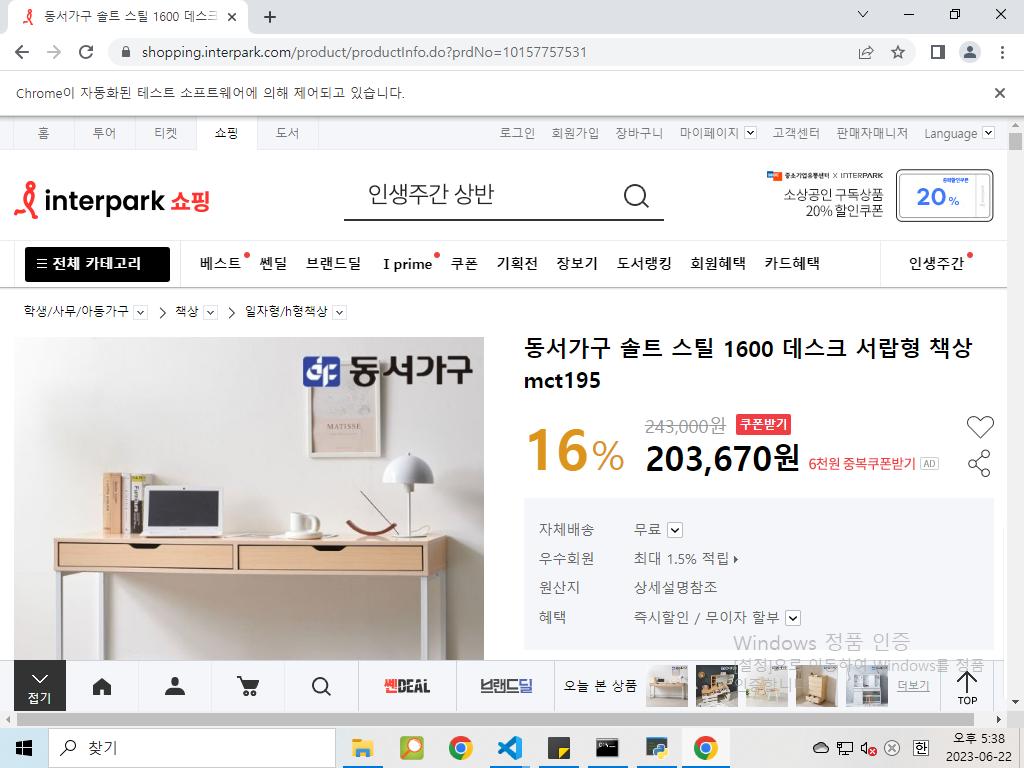 동서가구 솔트 스틸 1600 데스크
shopping.interpark.com/product/productInfo.do?prdNo=10157757531
Chrome이 자동화된 테스트 소프트웨어에 의해 제어되고 있습니다.
홈 투어 티켓 쇼핑 도서 로그인 회원가입 장바구니 마이페이지 고객센터 판매자매니저 Language
interpark 쇼핑
인생주간 상반
중소기업유통센터 X INTERPARK
소상공인 구독상품
20% 할인쿠폰
중복할인쿠폰
20%
전체 카테고리 베스트 쎈딜 브랜드딜 I prime 쿠폰 기획전 장보기 도서랭킹 회원혜택 카드혜택 인생주간
학생/사무/아동가구 > 책상 > 일자형/h형책상
동서가구
MATISSE
동서가구 솔트 스틸 1600 데스크 서랍형 책상
mct195
16%
243,000원 쿠폰받기
203,670원 6천원 중복쿠폰받기 AD
자체배송 무료
우수회원 최대 1.5% 적립
원산지 상세설명참조
혜택 즉시할인 / 무이자 할부
Windows 정품 인증
[설정]으로 이동하여 Windows를 정품
인증합니다.
접기
쎈DEAL
브랜드딜
오늘 본 상품
더보기
TOP
찾기
한
오후 5:38
2023-06-22